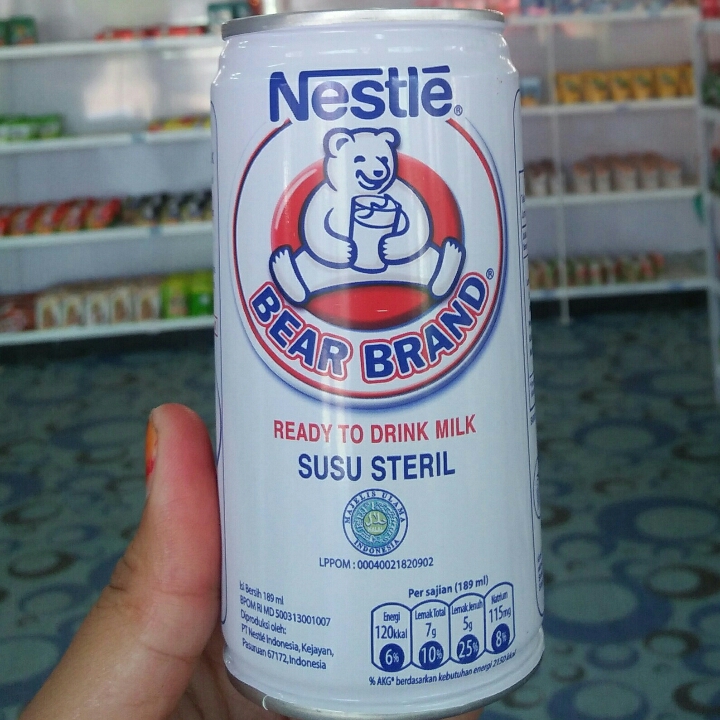 Nestlé®
BEAR BRAND®
READY TO DRINK MILK
SUSU STERIL
MAJELIS ULAMA
INDONESIA
LPPOM : 00040021820902
Isi Bersih 189 ml
BPOM RI MD 500313001007
Diproduksi oleh:
PT Nestlé Indonesia, Kejayan,
Pasuruan 67172, Indonesia
Per sajian (189 ml)
Energi
120kkal
6%
Lemak Total
7g
10%
Lemak Jenuh
5g
25%
Natrium
115mg
8%
% AKG* berdasarkan kebutuhan energi 2150 kkal